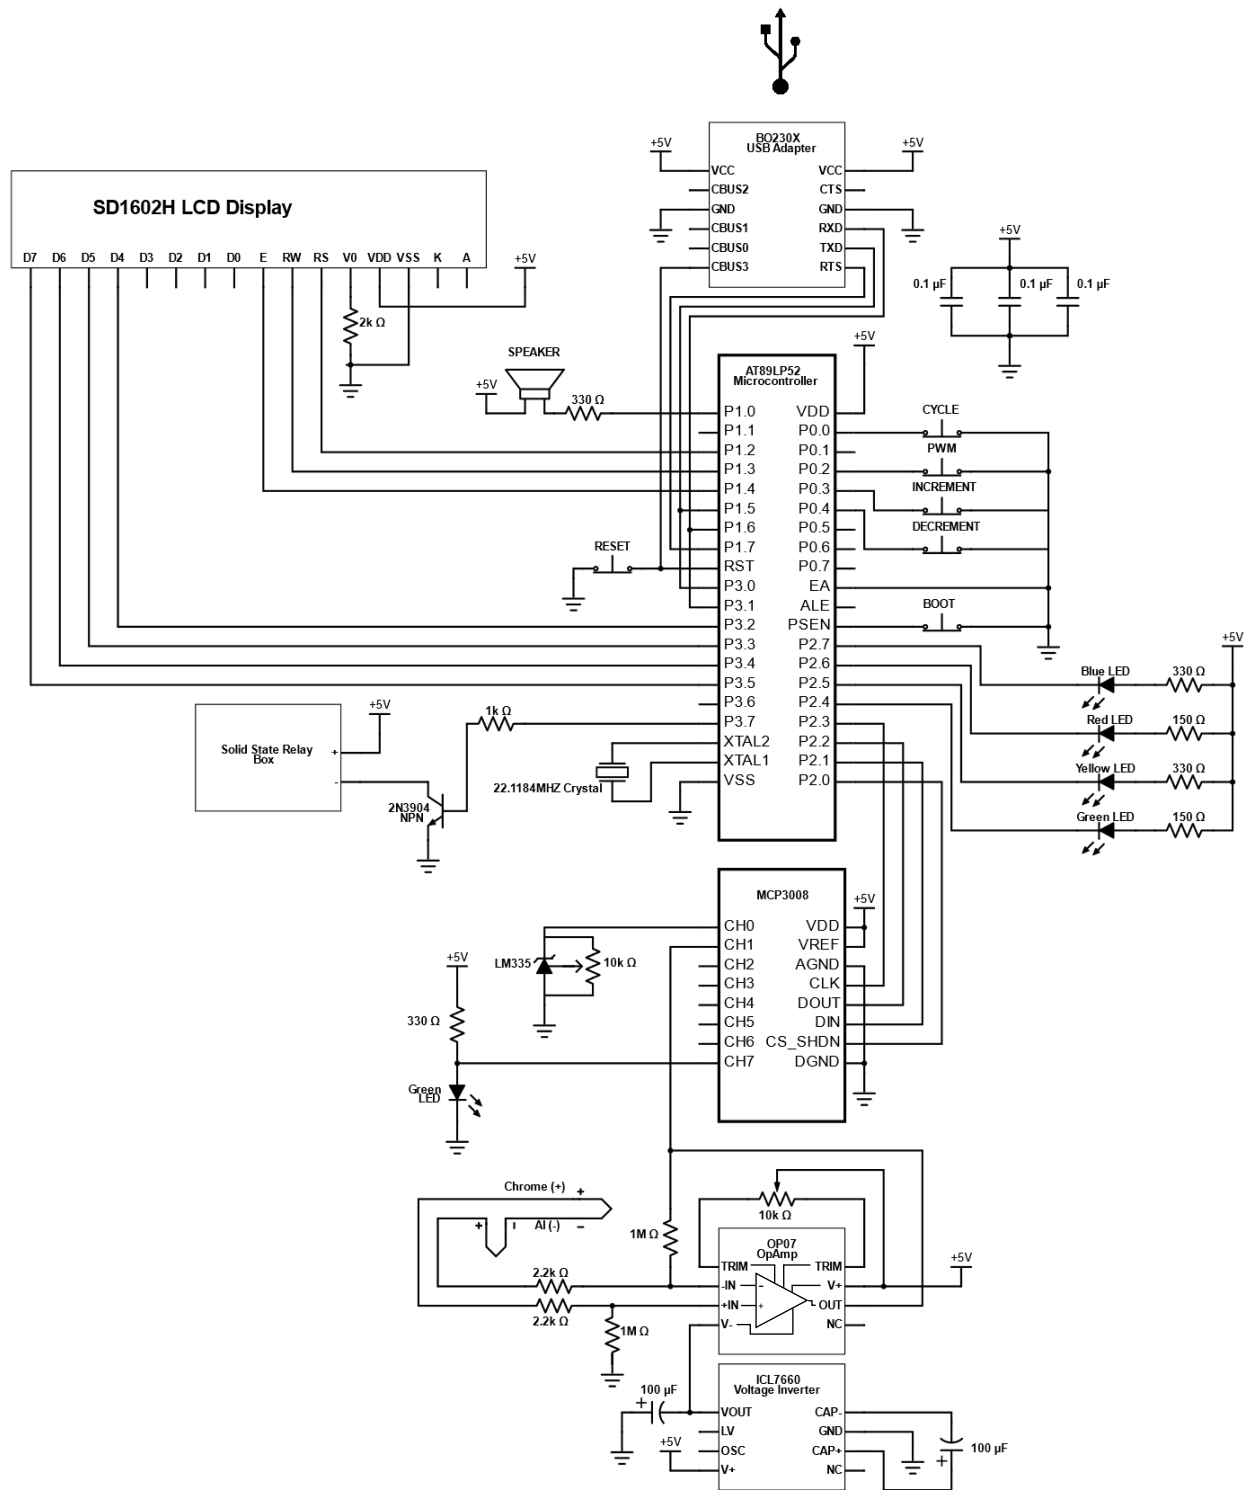 BO230X
USB Adapter
+5V
+5V
VCC
CBUS2
GND
CBUS1
CBUS0
CBUS3
VCC
CTS
GND
RXD
TXD
RTS
SD1602H LCD Display
D7 D6 D5 D4 D3 D2 D1 D0 E RW RS V0 VDD VSS K A
+5V
2k Ω
+5V
0.1 µF
0.1 µF
0.1 µF
SPEAKER
+5V
330 Ω
+5V
AT89LP52
Microcontroller
P1.0
P1.1
P1.2
P1.3
P1.4
P1.5
P1.6
P1.7
RST
P3.0
P3.1
P3.2
P3.3
P3.4
P3.5
P3.6
P3.7
XTAL2
XTAL1
VSS
VDD
P0.0
P0.1
P0.2
P0.3
P0.4
P0.5
P0.6
P0.7
EA
ALE
PSEN
P2.7
P2.6
P2.5
P2.4
P2.3
P2.2
P2.1
P2.0
CYCLE
PWM
INCREMENT
DECREMENT
BOOT
RESET
+5V
Blue LED
330 Ω
Red LED
150 Ω
Yellow LED
330 Ω
Green LED
150 Ω
Solid State Relay
Box
+
-
+5V
1k Ω
2N3904
NPN
22.1184MHZ Crystal
MCP3008
CH0
CH1
CH2
CH3
CH4
CH5
CH6
CH7
VDD
VREF
AGND
CLK
DOUT
DIN
CS_SHDN
DGND
+5V
LM335
10k Ω
+5V
330 Ω
Green
LED
Chrome (+)
+
+
Al (-)
−
1M Ω
2.2k Ω
2.2k Ω
1M Ω
10k Ω
OP07
OpAmp
TRIM
-IN
+IN
V-
−
+
TRIM
V+
OUT
NC
+5V
ICL7660
Voltage Inverter
VOUT
LV
OSC
V+
CAP-
GND
CAP+
NC
100 µF
+
+5V
100 µF
+